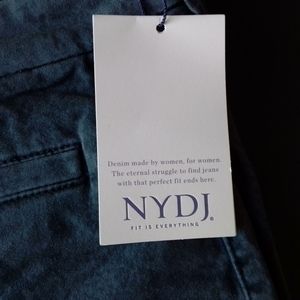 Denim made by women, for women.
The eternal struggle to find jeans
with that perfect fit ends here.
NYDJ®
FIT IS EVERYTHING